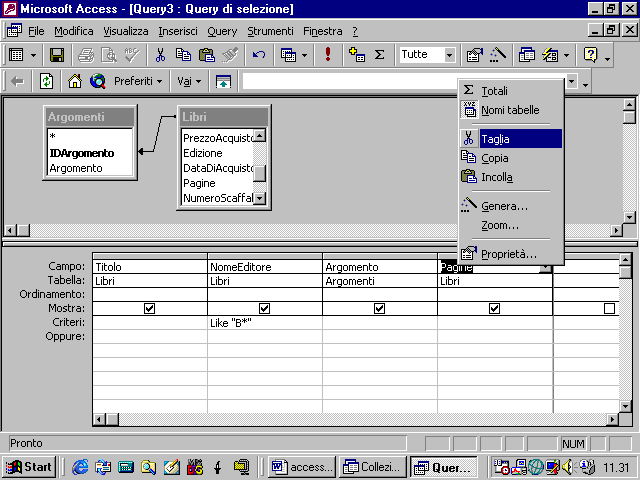 Microsoft Access - [Query3 : Query di selezione]
File Modifica Visualizza Inserisci Query Strumenti Finestra ?
Tutte
Preferiti Vai
Totali
XYZ Nomi tabelle
Taglia
Copia
Incolla
Genera...
Zoom...
Proprietà...
Argomenti
*
IDArgomento
Argomento
Libri
PrezzoAcquisto
Edizione
DataDiAcquisto
Pagine
NumeroScaffal
Campo: Titolo NomeEditore Argomento Pagine
Tabella: Libri Libri Argomenti Libri
Ordinamento:
Mostra:
Criteri: Like "B*"
Oppure:
Pronto NUM
Start access... Collezi... Quer... 11.31